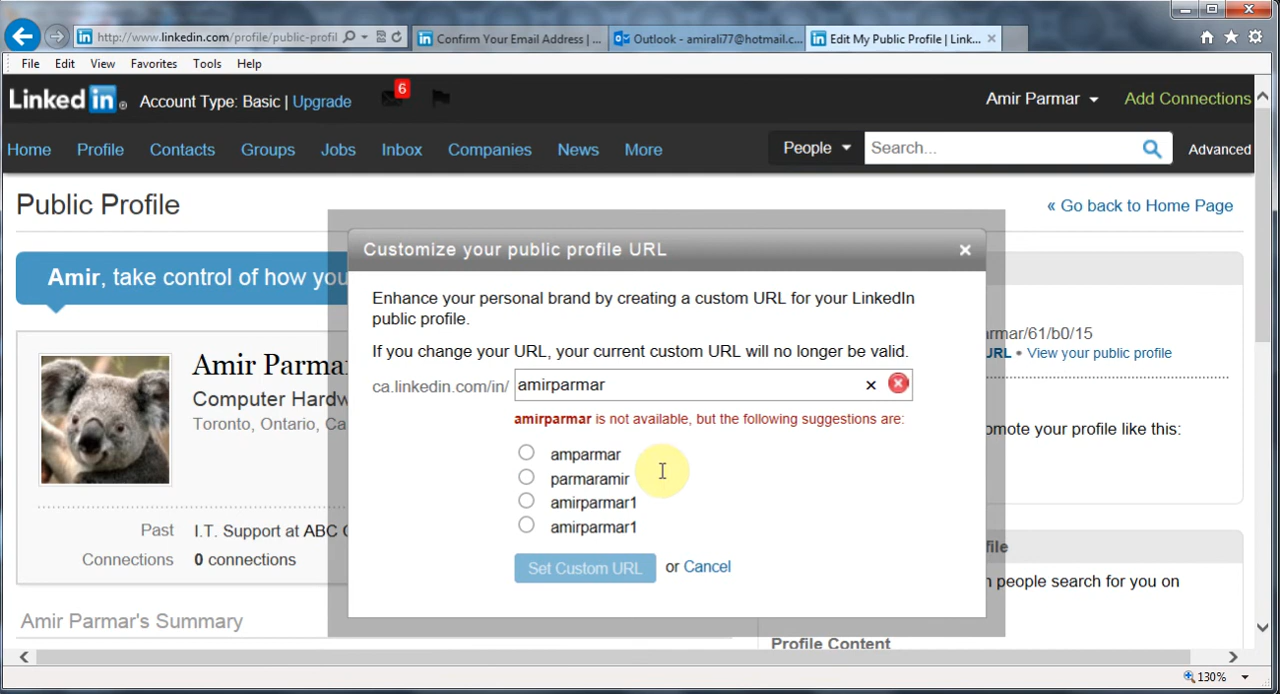 http://www.linkedin.com/profile/public-profil
Confirm Your Email Address | ...
Outlook - amirali77@hotmail.c...
Edit My Public Profile | Link...
File Edit View Favorites Tools Help
Linked in® Account Type: Basic | Upgrade
6
Amir Parmar
Add Connections
Home Profile Contacts Groups Jobs Inbox Companies News More
People
Search...
Advanced
Public Profile
« Go back to Home Page
Customize your public profile URL
Amir, take control of how you
Enhance your personal brand by creating a custom URL for your LinkedIn
public profile.
If you change your URL, your current custom URL will no longer be valid.
rmar/61/b0/15
URL • View your public profile
Amir Parma
Computer Hardw
Toronto, Ontario, Ca
ca.linkedin.com/in/ amirparmar
amirparmar is not available, but the following suggestions are:
omote your profile like this:
amparmar
parmaramir
amirparmar1
amirparmar1
Past I.T. Support at ABC
Connections 0 connections
Set Custom URL or Cancel
file
n people search for you on
Amir Parmar's Summary
Profile Content
130%